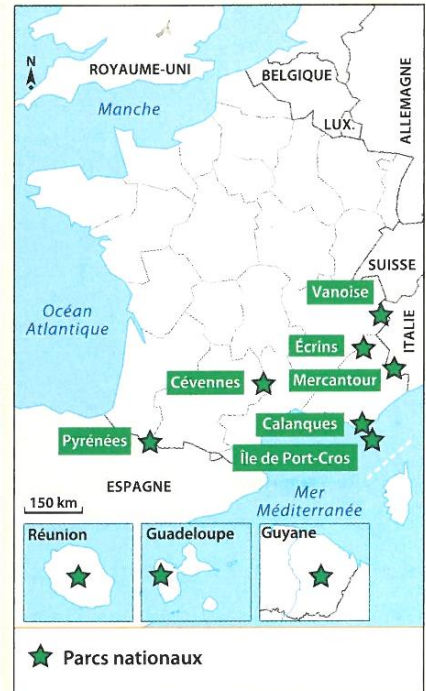 N
ROYAUME-UNI
BELGIQUE
ALLEMAGNE
Manche
LUX.
SUISSE
Vanoise
Océan
Atlantique
ITALIE
Écrins
Cévennes
Mercantour
Calanques
Pyrénées
Île de Port-Cros
ESPAGNE
Mer
Méditerranée
150 km
Réunion
Guadeloupe
Guyane
Parcs nationaux